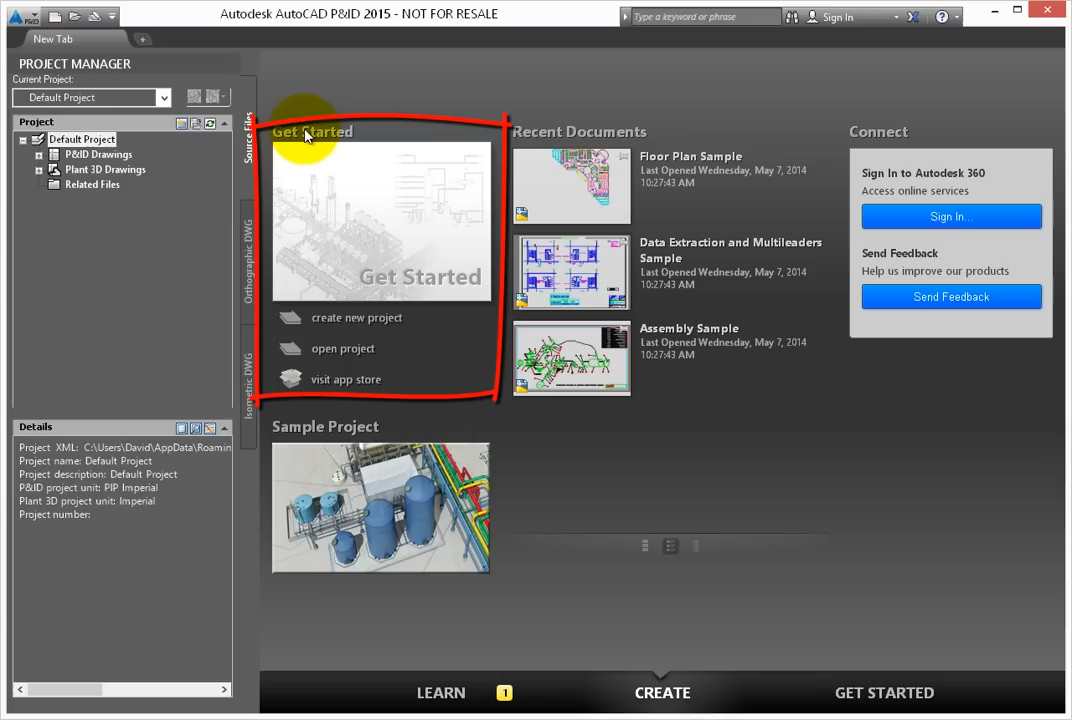 P&ID
Autodesk AutoCAD P&ID 2015 - NOT FOR RESALE
Type a keyword or phrase
Sign In
New Tab
PROJECT MANAGER
Current Project:
Default Project
Project
Default Project
P&ID Drawings
Plant 3D Drawings
Related Files
Source Files
Orthographic DWG
Isometric DWG
Details
Project XML: C:\Users\David\AppData\Roamin
Project name: Default Project
Project description: Default Project
P&ID project unit: PIP Imperial
Plant 3D project unit: Imperial
Project number:
Get Started
Get Started
create new project
open project
visit app store
Sample Project
Recent Documents
Floor Plan Sample
Last Opened Wednesday, May 7, 2014
10:27:43 AM
Data Extraction and Multileaders
Sample
Last Opened Wednesday, May 7, 2014
10:27:43 AM
Assembly Sample
Last Opened Wednesday, May 7, 2014
10:27:43 AM
Connect
Sign In to Autodesk 360
Access online services
Sign In...
Send Feedback
Help us improve our products
Send Feedback
LEARN
1
CREATE
GET STARTED